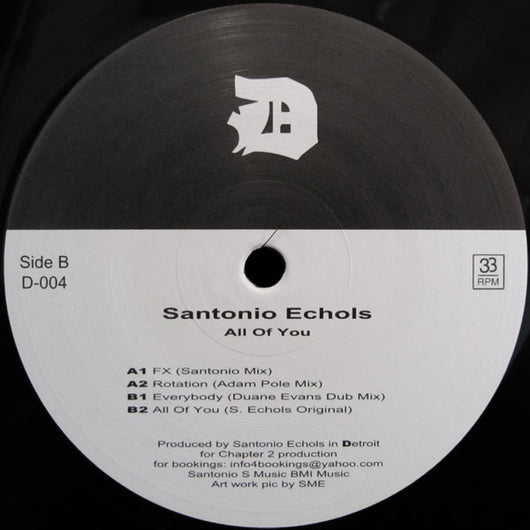 D
Side B
D-004
33
RPM
Santonio Echols
All Of You
A1 FX (Santonio Mix)
A2 Rotation (Adam Pole Mix)
B1 Everybody (Duane Evans Dub Mix)
B2 All Of You (S. Echols Original)
Produced by Santonio Echols in Detroit
for Chapter 2 production
for bookings: info4bookings@yahoo.com
Santonio S Music BMI Music
Art work pic by SME